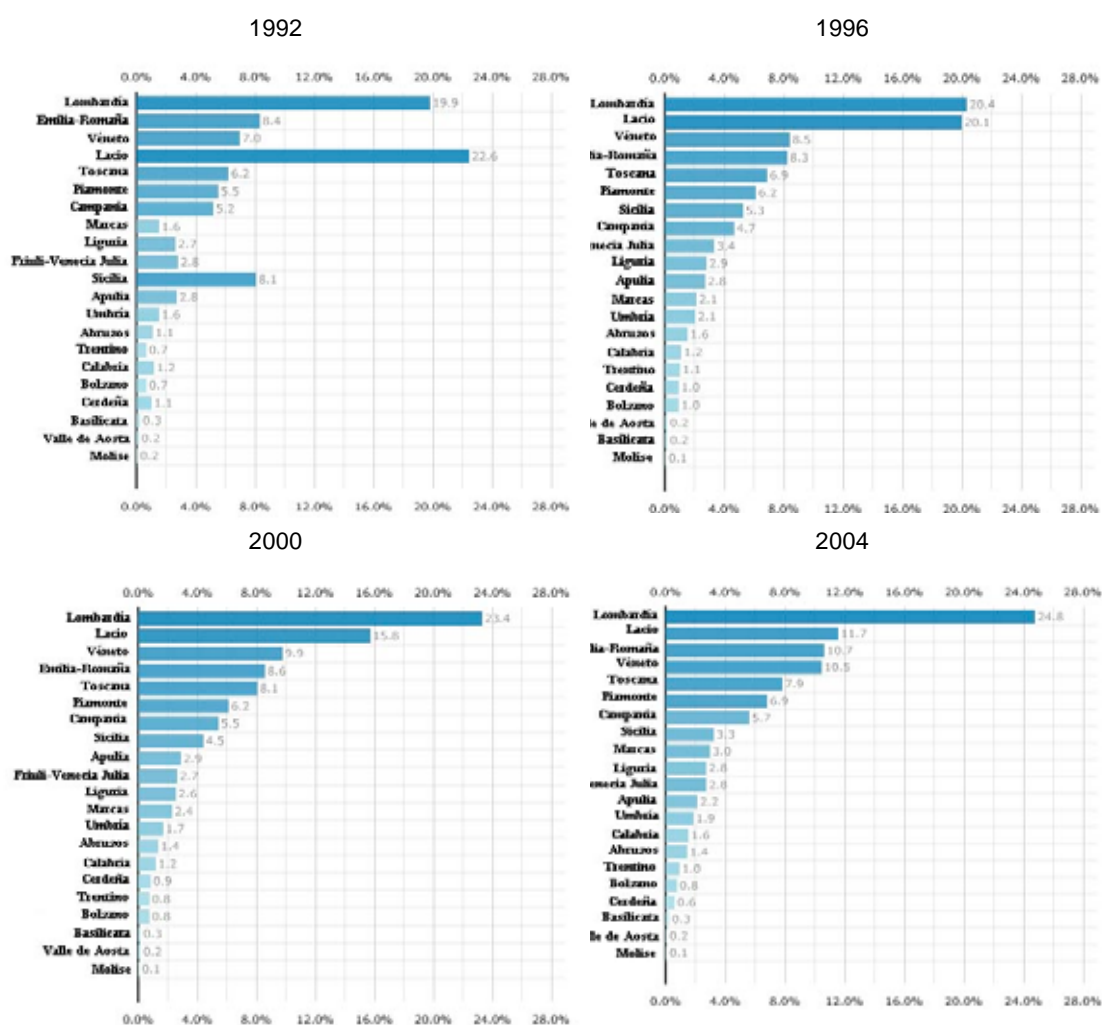 1992
0.0% 4.0% 8.0% 12.0% 16.0% 20.0% 24.0% 28.0%
Lombardía 19.9
Emilia-Romaña 8.4
Véneto 7.0
Lacio 22.6
Toscana 6.2
Piamonte 5.5
Campania 5.2
Marcas 1.6
Liguria 2.7
Friuli-Venecia Julia 2.8
Sicilia 8.1
Apulia 2.8
Umbría 1.6
Abruzos 1.1
Trentino 0.7
Calabria 1.2
Bolzano 0.7
Cerdeña 1.1
Basilicata 0.3
Valle de Aosta 0.2
Molise 0.2
0.0% 4.0% 8.0% 12.0% 16.0% 20.0% 24.0% 28.0%
1996
0.0% 4.0% 8.0% 12.0% 16.0% 20.0% 24.0% 28.0%
Lombardía 20.4
Lacio 20.1
Véneto 8.5
lia-Romaña 8.3
Toscana 6.9
Piamonte 6.2
Sicilia 5.3
Campania 4.7
enecia Julia 3.4
Liguria 2.9
Apulia 2.8
Marcas 2.1
Umbría 2.1
Abruzos 1.6
Calabria 1.2
Trentino 1.1
Cerdeña 1.0
Bolzano 1.0
le de Aosta 0.2
Basilicata 0.2
Molise 0.1
0.0% 4.0% 8.0% 12.0% 16.0% 20.0% 24.0% 28.0%
2000
0.0% 4.0% 8.0% 12.0% 16.0% 20.0% 24.0% 28.0%
Lombardía 23.4
Lacio 15.8
Véneto 9.9
Emilia-Romaña 8.6
Toscana 8.1
Piamonte 6.2
Campania 5.5
Sicilia 4.5
Apulia 2.9
Friuli-Venecia Julia 2.7
Liguria 2.6
Marcas 2.4
Umbría 1.7
Abruzos 1.4
Calabria 1.2
Cerdeña 0.9
Trentino 0.8
Bolzano 0.8
Basilicata 0.3
Valle de Aosta 0.2
Molise 0.1
0.0% 4.0% 8.0% 12.0% 16.0% 20.0% 24.0% 28.0%
2004
0.0% 4.0% 8.0% 12.0% 16.0% 20.0% 24.0% 28.0%
Lombardía 24.8
Lacio 11.7
lia-Romaña 10.7
Véneto 10.5
Toscana 7.9
Piamonte 6.9
Campania 5.7
Sicilia 3.3
Marcas 3.0
Liguria 2.8
enecia Julia 2.8
Apulia 2.2
Umbría 1.9
Calabria 1.6
Abruzos 1.4
Trentino 1.0
Bolzano 0.8
Cerdeña 0.6
Basilicata 0.3
le de Aosta 0.2
Molise 0.1
0.0% 4.0% 8.0% 12.0% 16.0% 20.0% 24.0% 28.0%